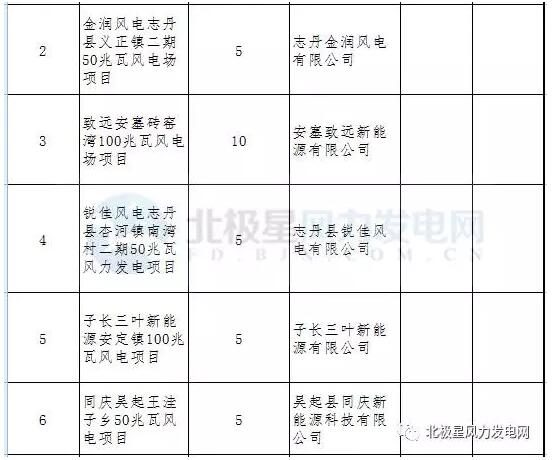 2
金润风电志丹
县义正镇二期
50兆瓦风电场
项目
5
志丹金润风电
有限公司
3
致远安塞砖窑
湾100兆瓦风电
场项目
10
安塞致远新能
源有限公司
4
锐佳风电志丹
县杏河镇南湾
村二期50兆瓦
风力发电项目
5
志丹县锐佳风
电有限公司
5
子长三叶新能
源安定镇100兆
瓦风电项目
5
子长三叶新能
源有限公司
6
同庆吴起王洼
子乡50兆瓦风
电项目
5
吴起县同庆新
能源科技有限
公司
北极星风力发电网
FD.BJX.COM.CN
北极星风力发电网